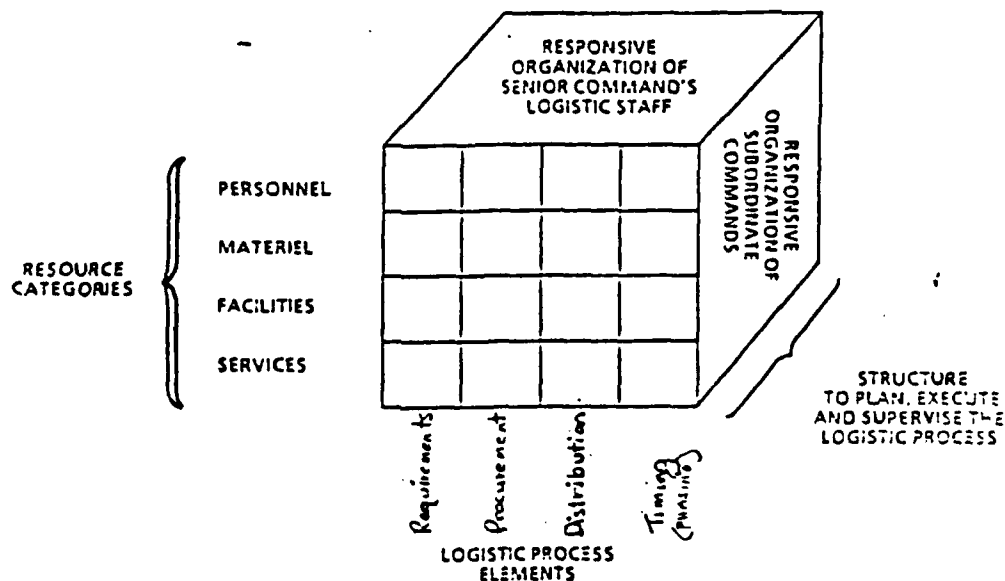 RESPONSIVE
ORGANIZATION OF
SENIOR COMMAND'S
LOGISTIC STAFF
RESPONSIVE
ORGANIZATION OF
SUBORDINATE
COMMANDS
RESOURCE
CATEGORIES
PERSONNEL
MATERIEL
FACILITIES
SERVICES
STRUCTURE
TO PLAN, EXECUTE
AND SUPERVISE THE
LOGISTIC PROCESS
Requirements
Procurement
Distribution
Timing
(PHASING)
LOGISTIC PROCESS
ELEMENTS